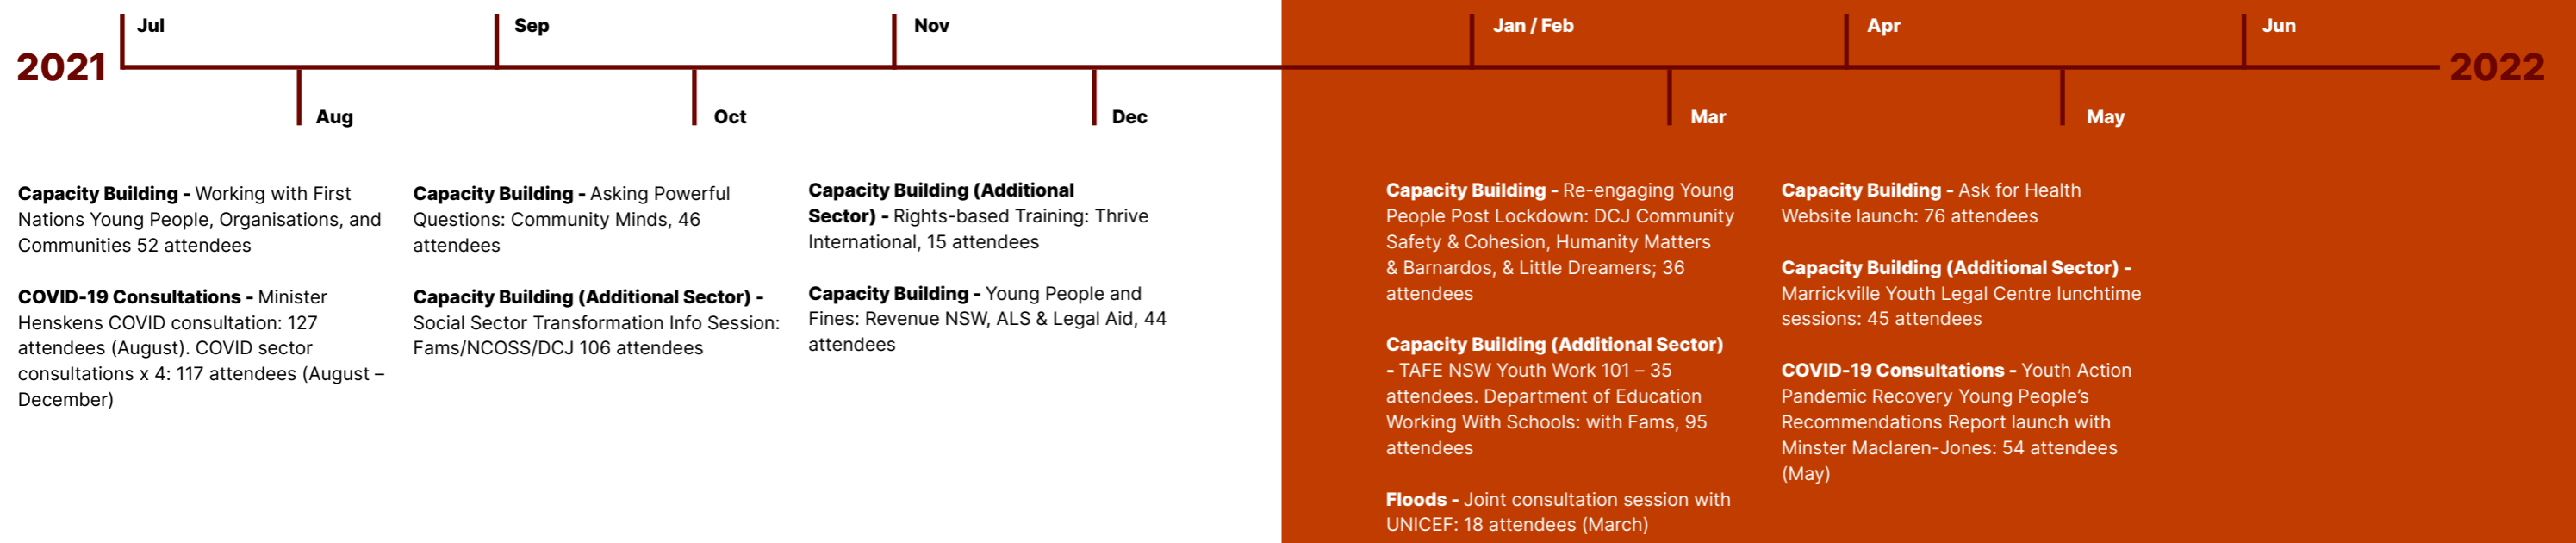 2021
Jul
Aug
Sep
Oct
Nov
Dec
Jan / Feb
Mar
Apr
May
Jun
2022
Capacity Building - Working with First
Nations Young People, Organisations, and
Communities 52 attendees
COVID-19 Consultations - Minister
Henskens COVID consultation: 127
attendees (August). COVID sector
consultations x 4: 117 attendees (August –
December)
Capacity Building - Asking Powerful
Questions: Community Minds, 46
attendees
Capacity Building (Additional Sector) -
Social Sector Transformation Info Session:
Fams/NCOSS/DCJ 106 attendees
Capacity Building (Additional
Sector) - Rights-based Training: Thrive
International, 15 attendees
Capacity Building - Young People and
Fines: Revenue NSW, ALS & Legal Aid, 44
attendees
Capacity Building - Re-engaging Young
People Post Lockdown: DCJ Community
Safety & Cohesion, Humanity Matters
& Barnardos, & Little Dreamers; 36
attendees
Capacity Building (Additional Sector)
- TAFE NSW Youth Work 101 – 35
attendees. Department of Education
Working With Schools: with Fams, 95
attendees
Floods - Joint consultation session with
UNICEF: 18 attendees (March)
Capacity Building - Ask for Health
Website launch: 76 attendees
Capacity Building (Additional Sector) -
Marrickville Youth Legal Centre lunchtime
sessions: 45 attendees
COVID-19 Consultations - Youth Action
Pandemic Recovery Young People’s
Recommendations Report launch with
Minster Maclaren-Jones: 54 attendees
(May)